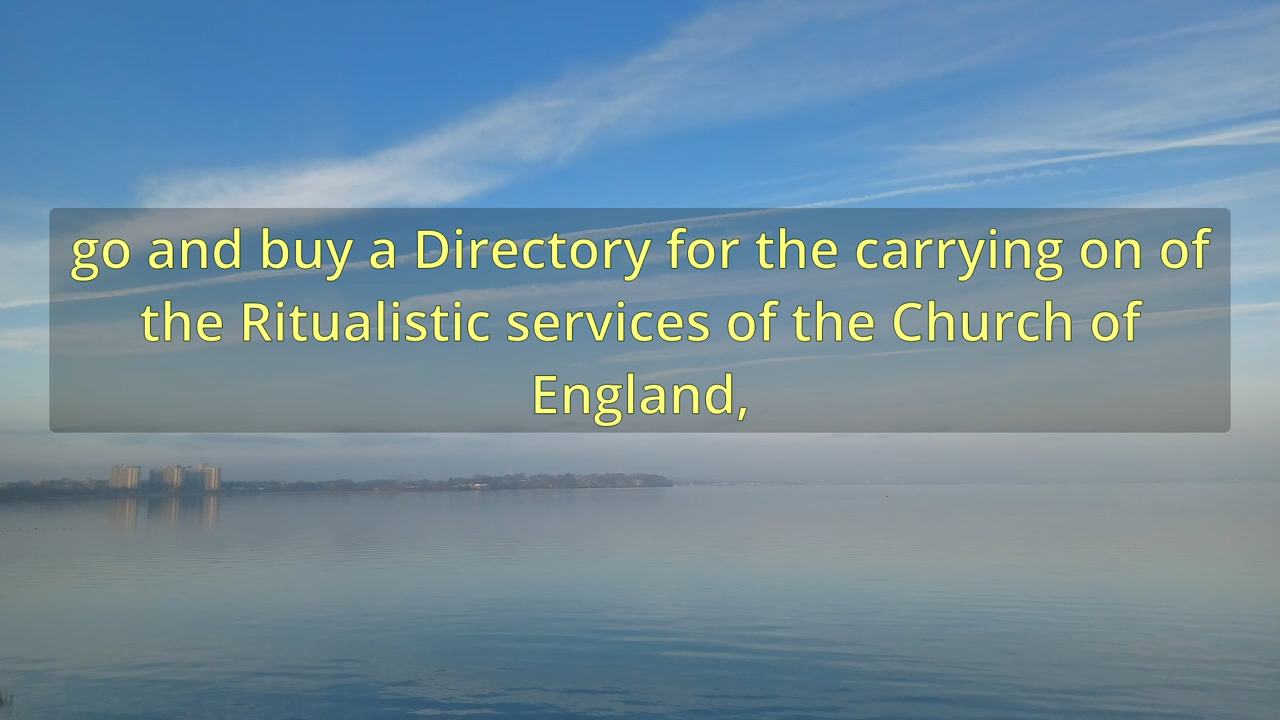 go and buy a Directory for the carrying on of
the Ritualistic services of the Church of
England,